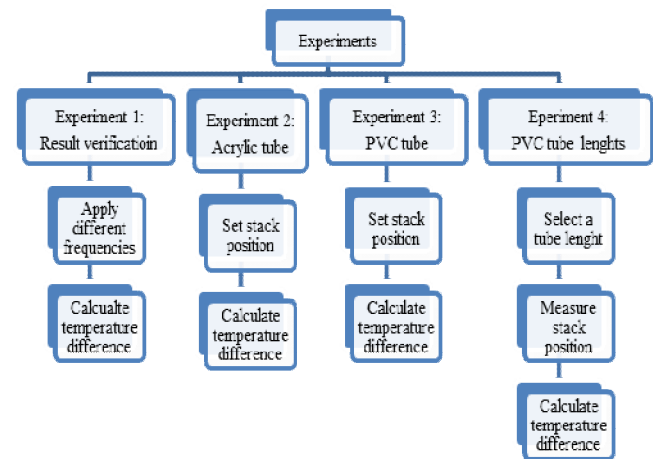 Experiments
Experiment 1:
Result verificatioin
Apply
different
frequencies
Calcualte
temperature
difference
Experiment 2:
Acrylic tube
Set stack
position
Calculate
temperature
difference
Experiment 3:
PVC tube
Set stack
position
Calculate
temperature
difference
Eperiment 4:
PVC tube lenghts
Select a
tube lenght
Measure
stack
position
Calculate
temperature
difference